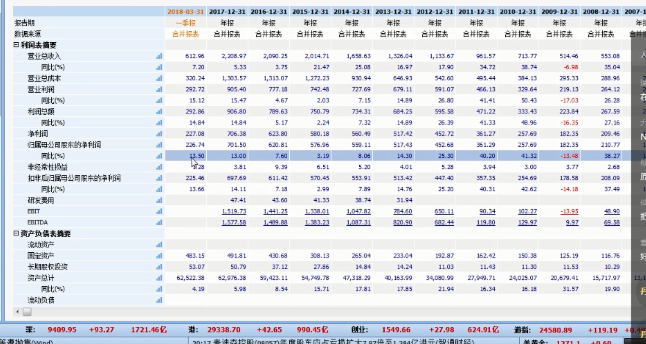 2018-03-31 2017-12-31 2016-12-31 2015-12-31 2014-12-31 2013-12-31 2012-12-31 2011-12-31 2010-12-31 2009-12-31 2008-12-31 2007-1
报告期 一季报 年报 年报 年报 年报 年报 年报 年报 年报 年报 年报
数据来源 合并报表 合并报表 合并报表 合并报表 合并报表 合并报表 合并报表 合并报表 合并报表 合并报表 合并报表
利润表摘要
营业总收入 612.96 2,208.97 2,090.25 2,014.71 1,658.63 1,326.04 1,133.67 961.57 713.77 514.46 553.08
同比(%) 7.20 5.33 3.75 21.47 25.08 16.97 17.90 34.72 38.74 -6.98 35.04
营业总成本 320.24 1,303.57 1,313.07 1,272.23 930.94 646.93 542.60 495.44 384.13 295.33 288.96
营业利润 292.72 905.40 777.18 742.48 727.69 679.11 591.07 466.13 329.64 219.13 264.12
同比(%) 15.12 15.47 4.67 2.03 7.15 14.89 26.80 41.41 50.43 -17.03 26.28
利润总额 292.86 906.80 789.63 750.79 734.31 684.25 595.58 471.22 333.43 223.84 267.59
同比(%) 14.84 14.84 5.17 2.24 7.32 14.89 26.39 41.33 48.96 -16.35 27.16
净利润 227.08 706.38 623.80 580.18 560.49 517.42 452.72 361.27 257.69 182.35 209.46
归属母公司股东的净利润 226.74 701.50 620.81 576.96 559.11 517.43 452.68 361.29 257.69 182.35 210.77
同比(%) 13.50 13.00 7.60 3.19 8.06 14.30 25.30 40.20 41.32 -13.48 38.27
非经常性损益 3.81 9.39 6.51 5.20 4.01 5.28 3.94 3.00 3.77 2.68
扣非后归属母公司股东的净利润 225.46 697.69 611.42 570.45 553.91 513.42 447.40 357.35 254.69 178.58 208.09
同比(%) 13.66 14.11 7.18 2.99 7.89 14.76 25.20 40.31 42.62 -14.18 37.49
研发费用 47.41 43.60 41.33 38.74 31.94
EBIT 1,519.73 1,441.25 1,338.01 1,047.82 784.60 650.11 90.34 102.27 -13.95 48.90
EBITDA 1,577.58 1,489.88 1,383.23 1,087.31 820.90 682.44 119.80 129.97 9.97 69.58
资产负债表摘要
流动资产
固定资产 483.15 491.81 430.68 308.13 265.04 233.04 192.87 162.42 150.38 125.19 116.76
长期股权投资 53.07 50.79 37.12 27.86 14.84 14.24 11.03 11.43 11.30 11.53 10.29
资产总计 62,522.38 62,976.38 59,423.11 54,749.78 47,318.29 40,163.99 34,080.99 27,949.71 24,025.07 20,679.41 15,717.97
同比(%) 4.19 5.98 8.54 15.71 17.81 17.85 21.94 16.34 16.18 31.57 19.90
流动负债
深: 9409.95 +93.27 1721.46亿 港: 29338.70 +42.65 990.45亿 创业: 1549.66 +27.98 624.91亿 道指: 24580.89 +119.19